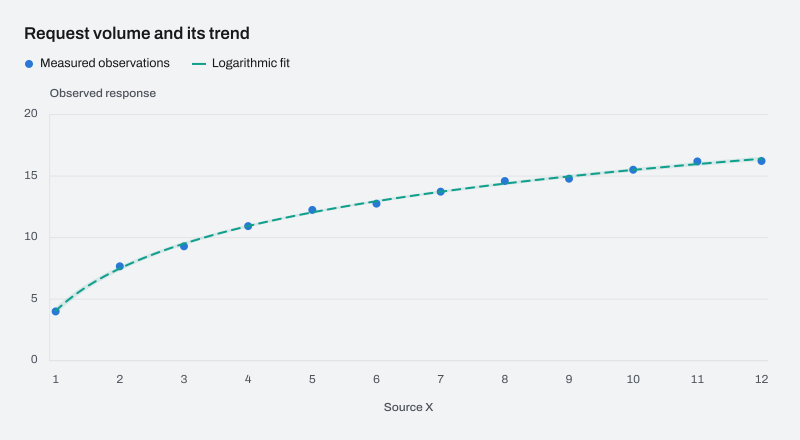 Request volume and its trend
Measured observations Logarithmic fit
Observed response
20
15
10
5
0
1 2 3 4 5 6 7 8 9 10 11 12
Source X